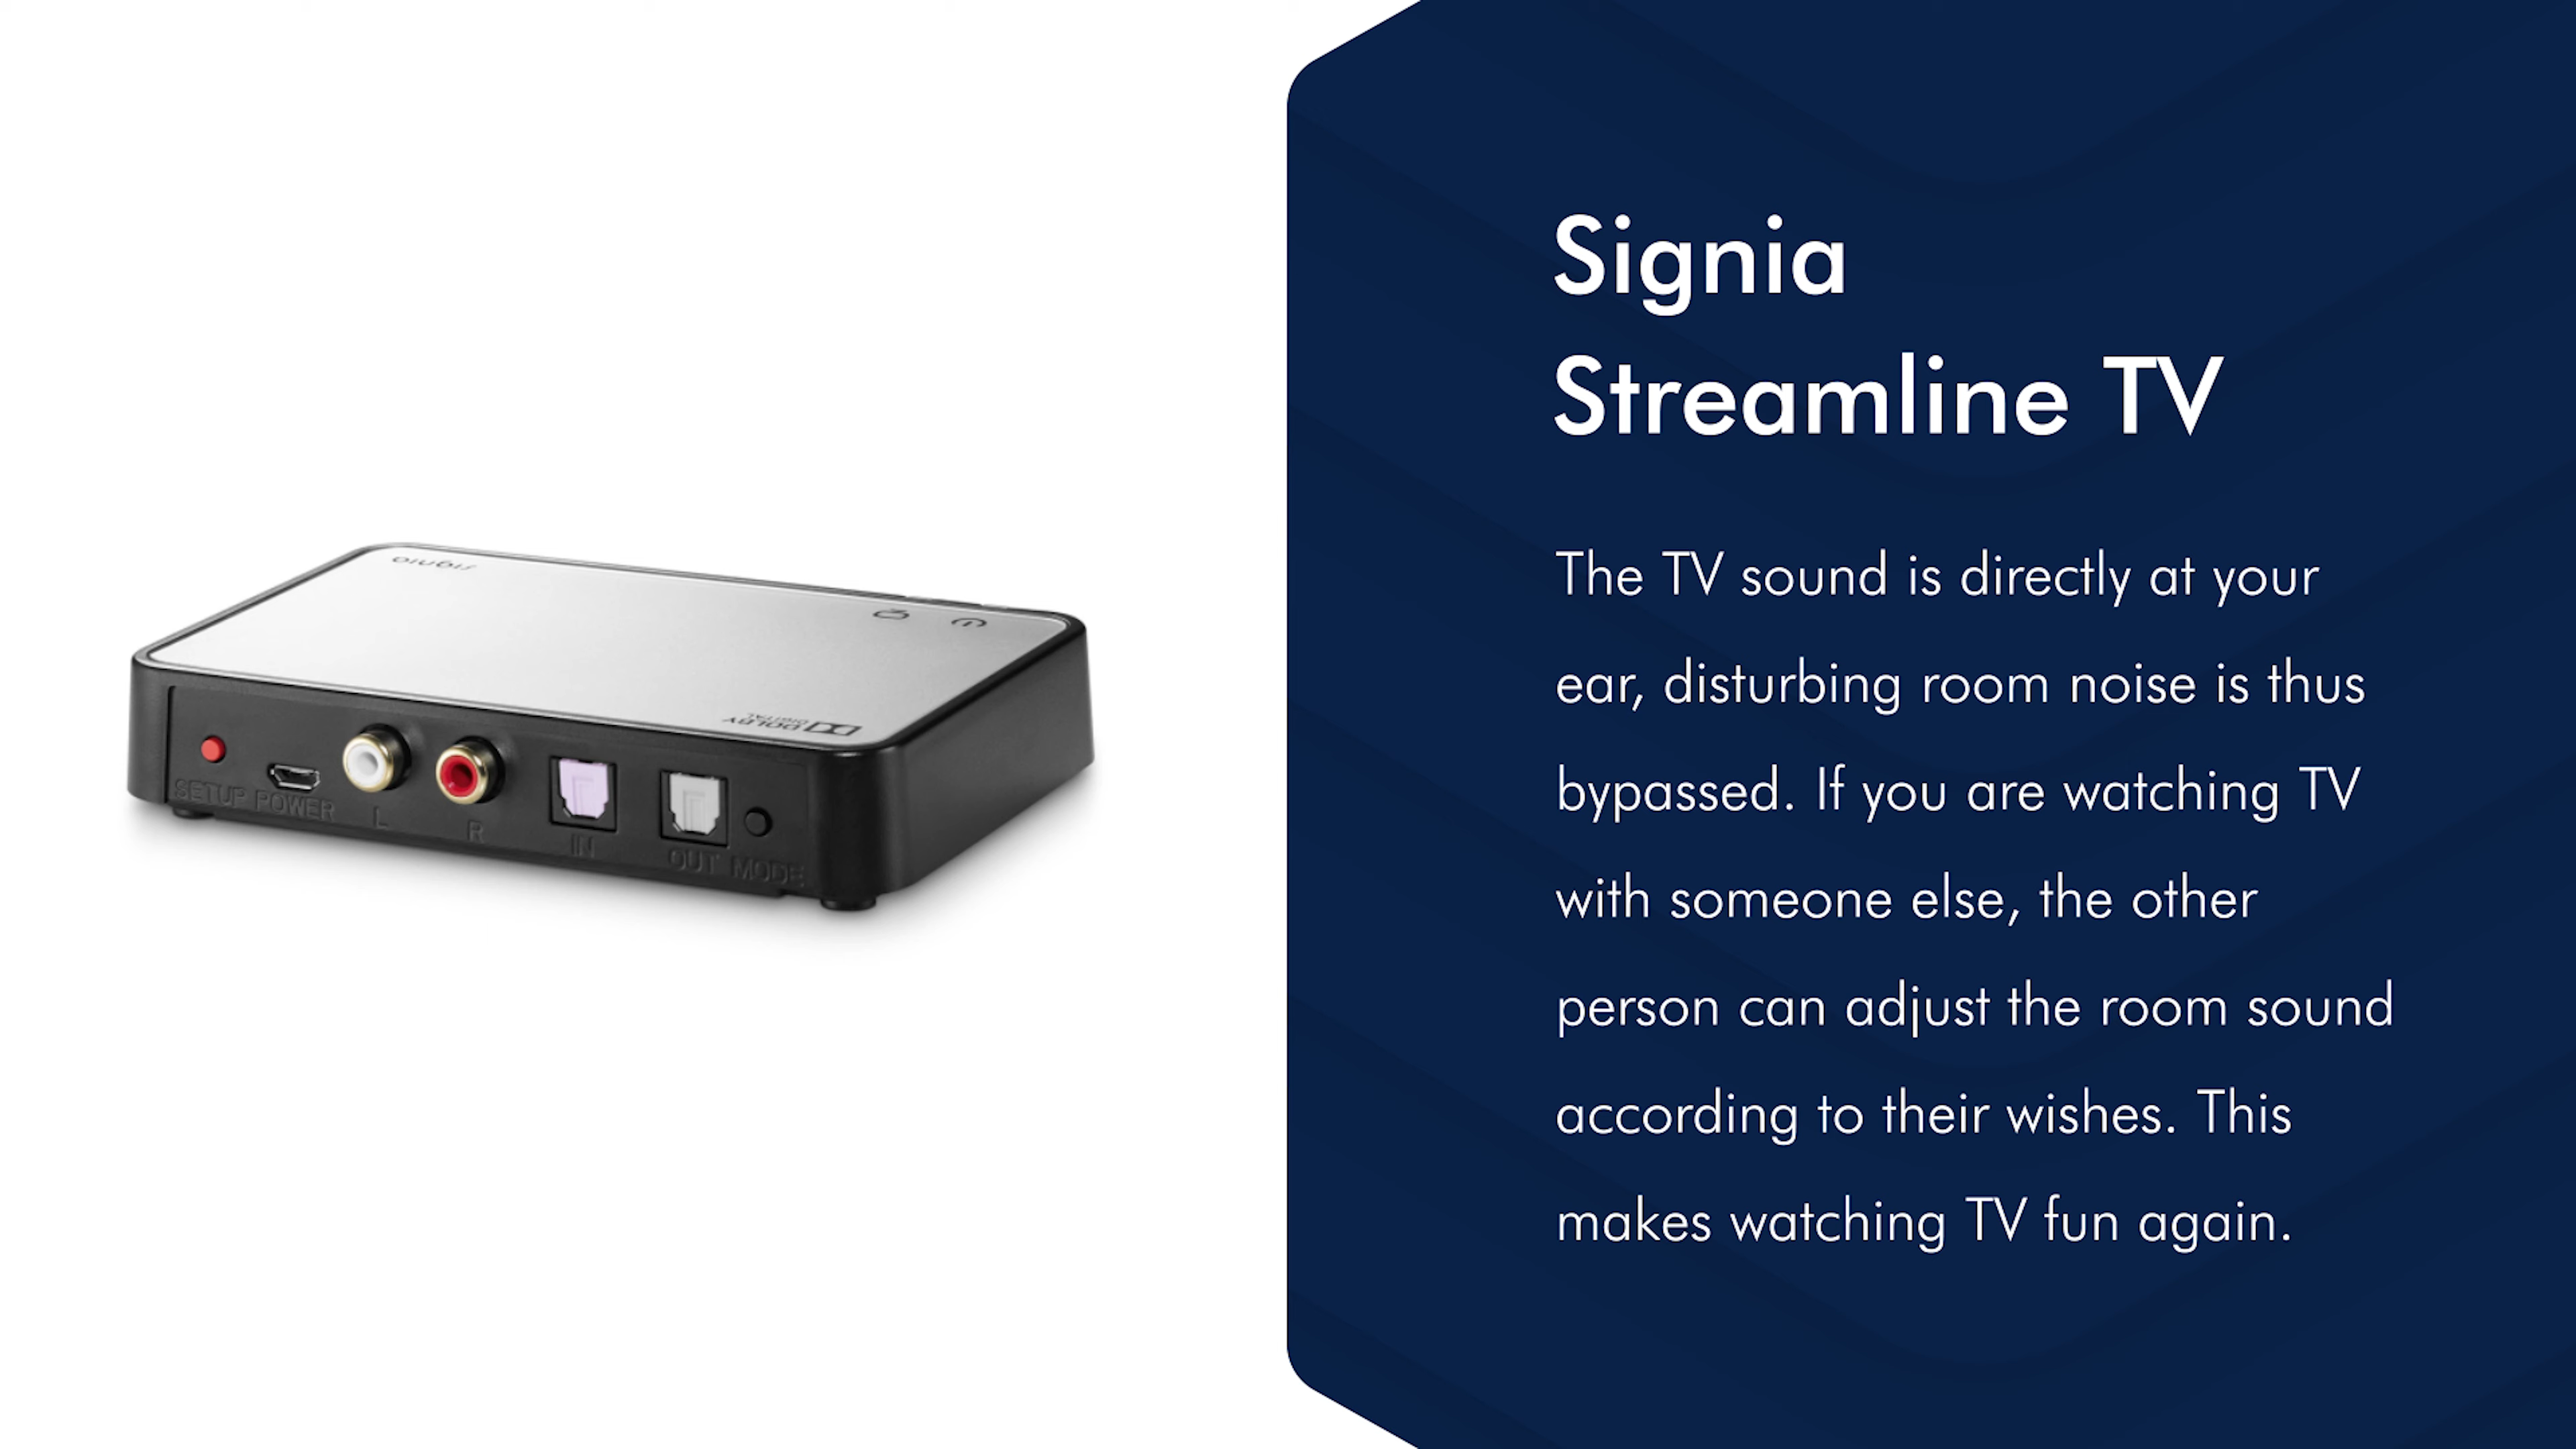 Signia
Streamline TV
The TV sound is directly at your
ear, disturbing room noise is thus
bypassed. If you are watching TV
with someone else, the other
person can adjust the room sound
according to their wishes. This
makes watching TV fun again.
signia
DOLBY
DIGITAL
SETUP POWER L R IN OUT MODE